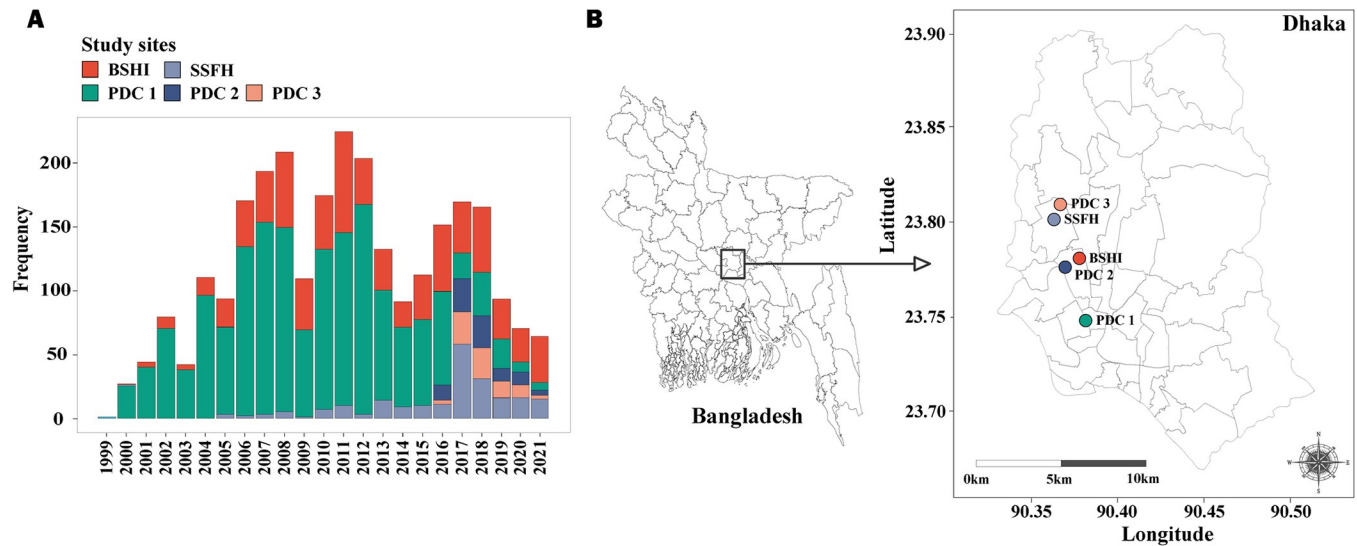 A
Study sites
BSHI SSFH
PDC 1 PDC 2 PDC 3
Frequency
200
150
100
50
0
1999 2000 2001 2002 2003 2004 2005 2006 2007 2008 2009 2010 2011 2012 2013 2014 2015 2016 2017 2018 2019 2020 2021
B
Bangladesh
Dhaka
Latitude
23.90
23.85
23.80
23.75
23.70
PDC 3
SSFH
BSHI
PDC 2
PDC 1
0km 5km 10km
N
W E
S
90.35 90.40 90.45 90.50
Longitude